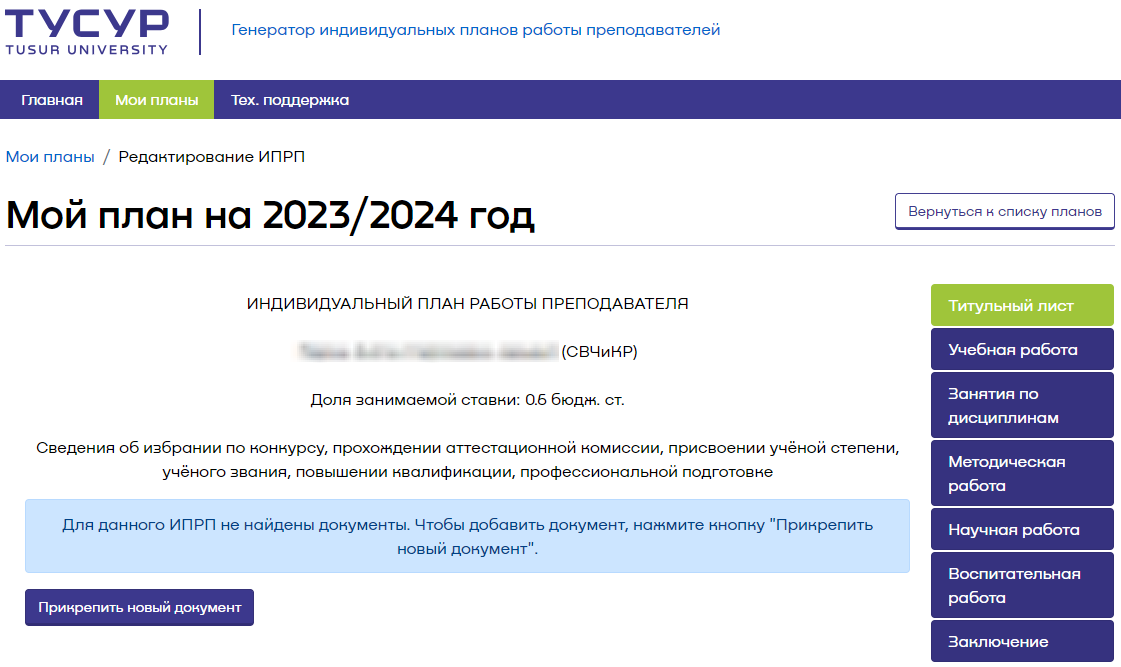 ТУСУР
TUSUR UNIVERSITY
Генератор индивидуальных планов работы преподавателей
Главная
Мои планы
Тех. поддержка
Мои планы / Редактирование ИПРП
Мой план на 2023/2024 год
Вернуться к списку планов
ИНДИВИДУАЛЬНЫЙ ПЛАН РАБОТЫ ПРЕПОДАВАТЕЛЯ
(СВЧиКР)
Доля занимаемой ставки: 0.6 бюдж. ст.
Сведения об избрании по конкурсу, прохождении аттестационной комиссии, присвоении учёной степени,
учёного звания, повышении квалификации, профессиональной подготовке
Для данного ИПРП не найдены документы. Чтобы добавить документ, нажмите кнопку "Прикрепить
новый документ".
Прикрепить новый документ
Титульный лист
Учебная работа
Занятия по
дисциплинам
Методическая
работа
Научная работа
Воспитательная
работа
Заключение